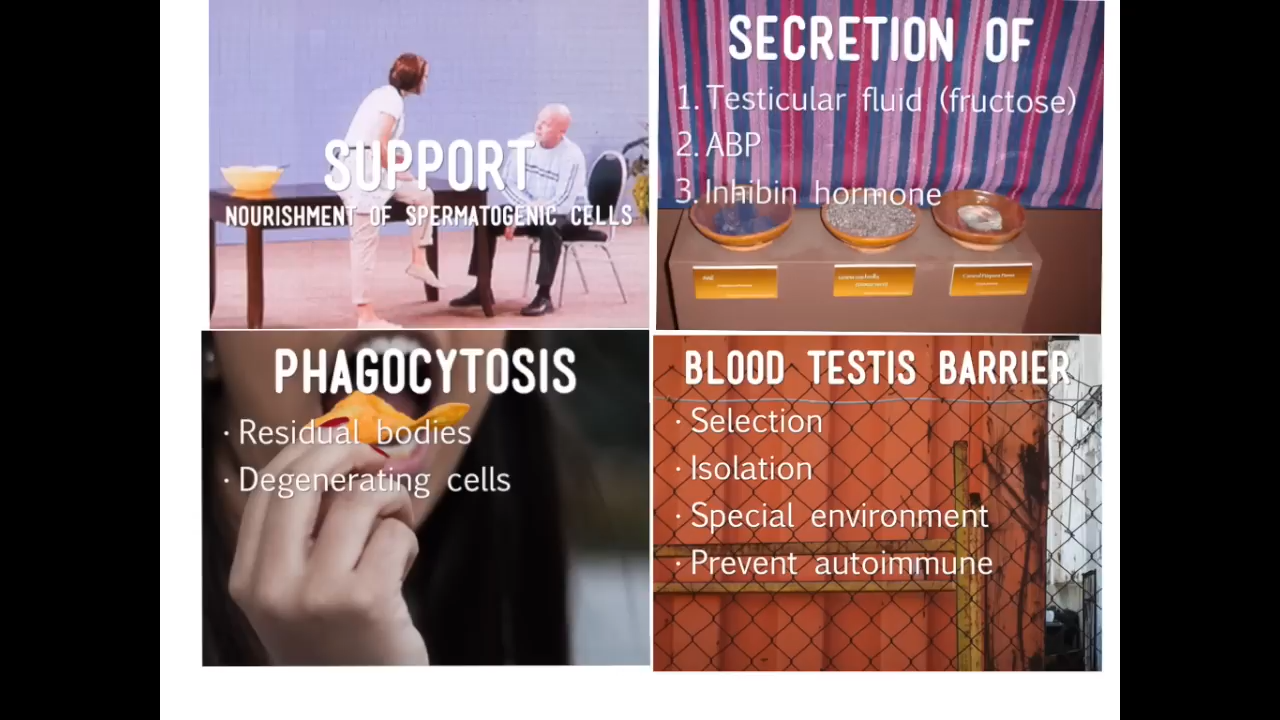 SUPPORT
NOURISHMENT OF SPERMATOGENIC CELLS
SECRETION OF
1. Testicular fluid (fructose)
2. ABP
3. Inhibin hormone
PHAGOCYTOSIS
· Residual bodies
· Degenerating cells
BLOOD TESTIS BARRIER
· Selection
· Isolation
· Special environment
· Prevent autoimmune